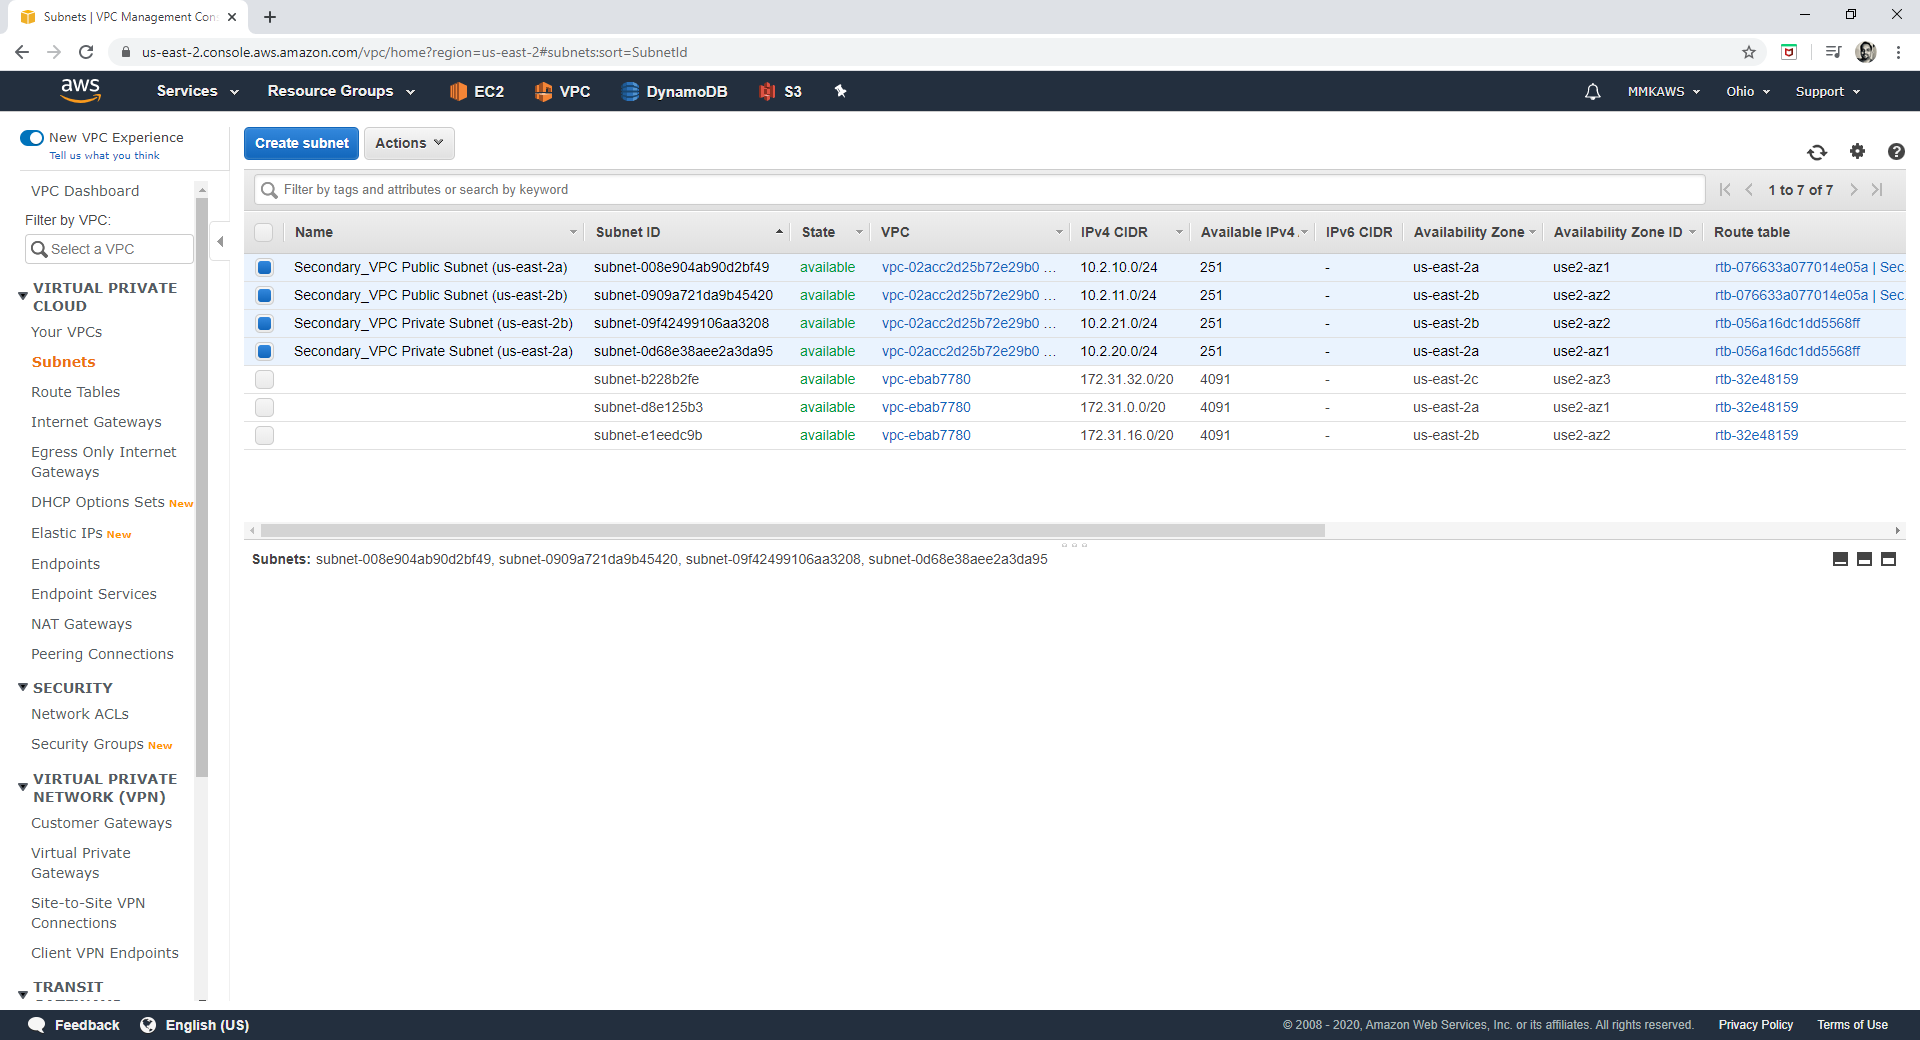 Subnets | VPC Management Con
us-east-2.console.aws.amazon.com/vpc/home?region=us-east-2#subnets:sort=SubnetId
aws Services Resource Groups EC2 VPC DynamoDB S3 MMKAWS Ohio Support
New VPC Experience
Tell us what you think
VPC Dashboard
Filter by VPC:
Select a VPC
VIRTUAL PRIVATE
CLOUD
Your VPCs
Subnets
Route Tables
Internet Gateways
Egress Only Internet
Gateways
DHCP Options Sets New
Elastic IPs New
Endpoints
Endpoint Services
NAT Gateways
Peering Connections
SECURITY
Network ACLs
Security Groups New
VIRTUAL PRIVATE
NETWORK (VPN)
Customer Gateways
Virtual Private
Gateways
Site-to-Site VPN
Connections
Client VPN Endpoints
TRANSIT
Create subnet Actions
Filter by tags and attributes or search by keyword
1 to 7 of 7
Name Subnet ID State VPC IPv4 CIDR Available IPv4 IPv6 CIDR Availability Zone Availability Zone ID Route table
Secondary_VPC Public Subnet (us-east-2a) subnet-008e904ab90d2bf49 available vpc-02acc2d25b72e29b0 ... 10.2.10.0/24 251 - us-east-2a use2-az1 rtb-076633a077014e05a | Sec.
Secondary_VPC Public Subnet (us-east-2b) subnet-0909a721da9b45420 available vpc-02acc2d25b72e29b0 ... 10.2.11.0/24 251 - us-east-2b use2-az2 rtb-076633a077014e05a | Sec.
Secondary_VPC Private Subnet (us-east-2b) subnet-09f42499106aa3208 available vpc-02acc2d25b72e29b0 ... 10.2.21.0/24 251 - us-east-2b use2-az2 rtb-056a16dc1dd5568ff
Secondary_VPC Private Subnet (us-east-2a) subnet-0d68e38aee2a3da95 available vpc-02acc2d25b72e29b0 ... 10.2.20.0/24 251 - us-east-2a use2-az1 rtb-056a16dc1dd5568ff
subnet-b228b2fe available vpc-ebab7780 172.31.32.0/20 4091 - us-east-2c use2-az3 rtb-32e48159
subnet-d8e125b3 available vpc-ebab7780 172.31.0.0/20 4091 - us-east-2a use2-az1 rtb-32e48159
subnet-e1eedc9b available vpc-ebab7780 172.31.16.0/20 4091 - us-east-2b use2-az2 rtb-32e48159
Subnets: subnet-008e904ab90d2bf49, subnet-0909a721da9b45420, subnet-09f42499106aa3208, subnet-0d68e38aee2a3da95
Feedback English (US) © 2008 - 2020, Amazon Web Services, Inc. or its affiliates. All rights reserved. Privacy Policy Terms of Use